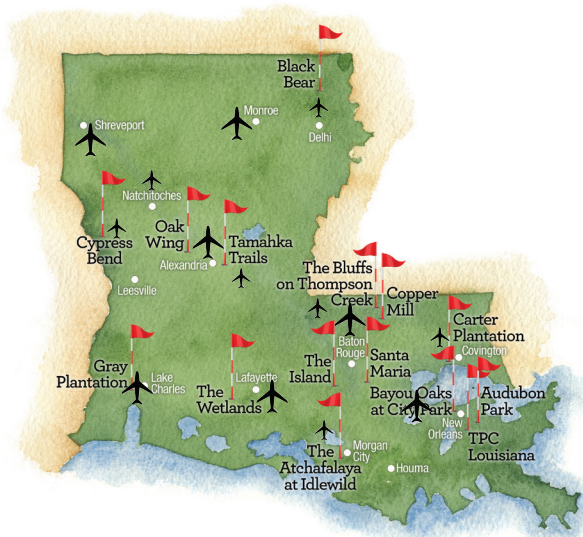 Black
Bear
Monroe
Shreveport
Delhi
Natchitoches
Oak
Wing
Cypress
Bend
Tamahka
Trails
Alexandria
Leesville
The Bluffs
on Thompson
Creek
Copper
Mill
Carter
Plantation
Baton
Rouge
Covington
Gray
Plantation
Lake
Charles
The
Wetlands
Lafayette
The
Island
Santa
Maria
Bayou Oaks
at City Park
Audubon
Park
New
Orleans
TPC
Louisiana
The
Atchafalaya
at Idlewild
Morgan
City
Houma